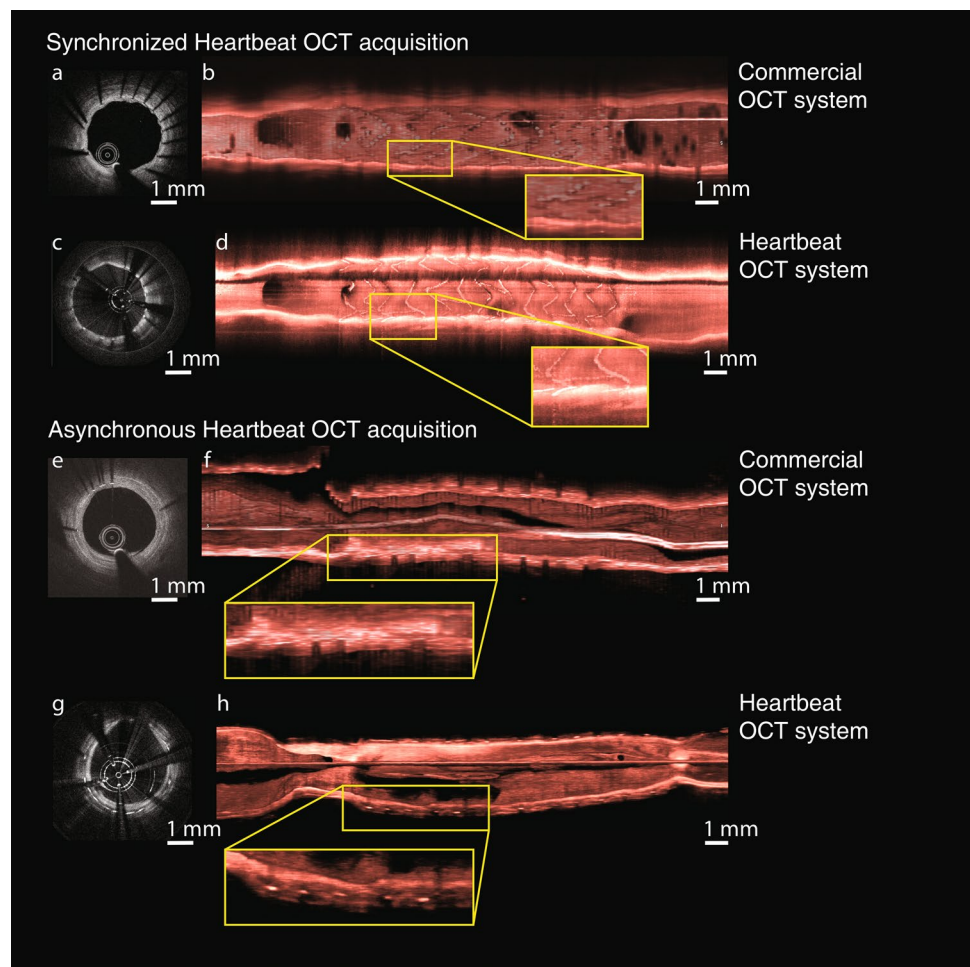 Synchronized Heartbeat OCT acquisition
a
b
Commercial
OCT system
1 mm
1 mm
c
d
Heartbeat
OCT system
1 mm
1 mm
Asynchronous Heartbeat OCT acquisition
e
f
Commercial
OCT system
1 mm
1 mm
g
h
Heartbeat
OCT system
1 mm
1 mm